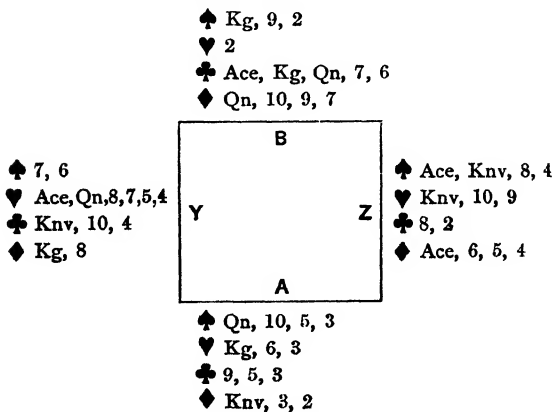 ♠ Kg, 9, 2
♥ 2
♣ Ace, Kg, Qn, 7, 6
♦ Qn, 10, 9, 7
B
♠ 7, 6
♥ Ace, Qn, 8, 7, 5, 4
♣ Knv, 10, 4
♦ Kg, 8
Y
Z
♠ Ace, Knv, 8, 4
♥ Knv, 10, 9
♣ 8, 2
♦ Ace, 6, 5, 4
A
♠ Qn, 10, 5, 3
♥ Kg, 6, 3
♣ 9, 5, 3
♦ Knv, 3, 2